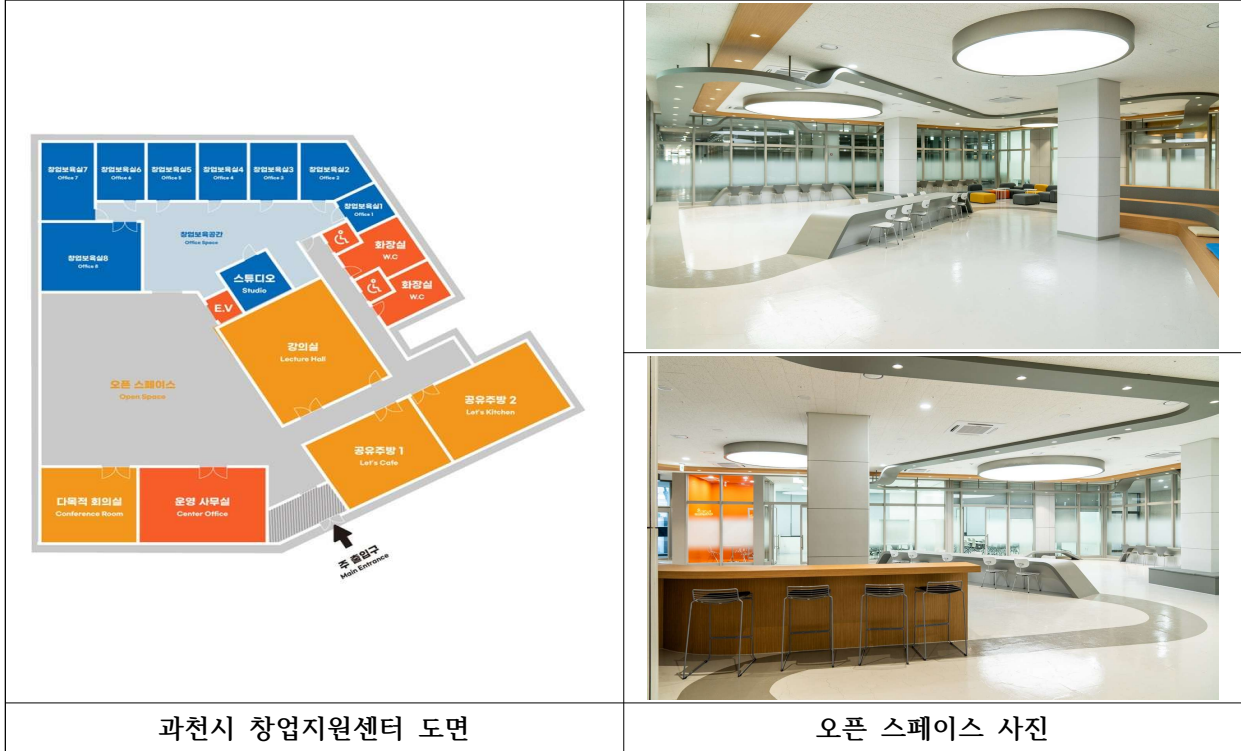 창업보육실7
Office 7
창업보육실6
Office 6
창업보육실5
Office 5
창업보육실4
Office 4
창업보육실3
Office 3
창업보육실2
Office 2
창업보육실1
Office 1
창업보육공간
Office Space
창업보육실8
Office 8
화장실
W.C
스튜디오
Studio
화장실
W.C
E.V
강의실
Lecture Hall
오픈 스페이스
Open Space
공유주방 2
Let's Kitchen
공유주방 1
Let's Cafe
다목적 회의실
Conference Room
운영 사무실
Center Office
주 출입구
Main Entrance
과천시 창업지원센터 도면
오픈 스페이스 사진